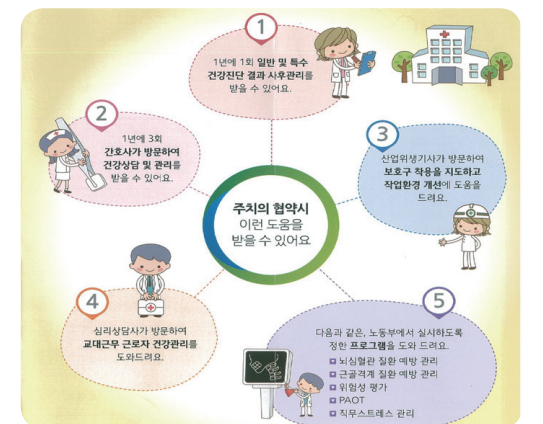 1
1년에 1회 일반 및 특수
건강진단 결과 사후관리를
받을 수 있어요.
2
1년에 3회
간호사가 방문하여
건강상담 및 관리를
받을 수 있어요.
3
산업위생기사가 방문하여
보호구 착용을 지도하고
작업환경 개선에 도움을
드려요.
주치의 협약시
이런 도움을
받을 수 있어요
4
심리상담사가 방문하여
교대근무 근로자 건강관리를
도와드려요.
5
다음과 같은, 노동부에서 실시하도록
정한 프로그램을 도와 드려요.
뇌심혈관 질환 예방 관리
근골격계 질환 예방 관리
위험성 평가
PAOT
직무스트레스 관리